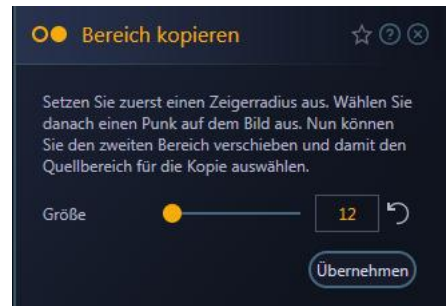 Bereich kopieren
Setzen Sie zuerst einen Zeigerradius aus. Wählen Sie
danach einen Punk auf dem Bild aus. Nun können
Sie den zweiten Bereich verschieben und damit den
Quellbereich für die Kopie auswählen.
Größe 12
Übernehmen